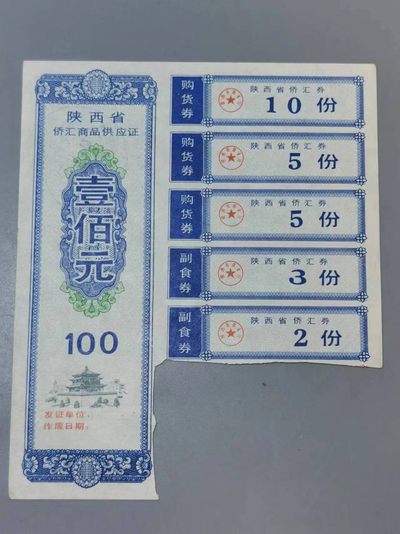 陕西省
侨汇商品供应证
壹佰元
100
发证单位:
作废日期:
购货券
陕西省侨汇券
10份
购货券
陕西省侨汇券
5份
购货券
陕西省侨汇券
5份
副食券
陕西省侨汇券
3份
副食券
陕西省侨汇券
2份